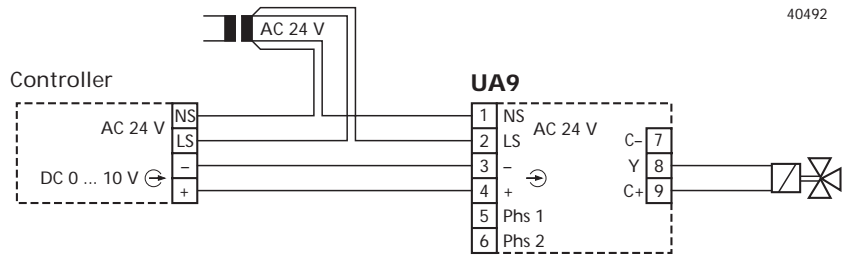 40492
AC 24 V
Controller
UA9
NS
AC 24 V
LS
–
DC 0 ... 10 V
+
1 NS
AC 24 V
2 LS
C– 7
3 –
Y 8
4 +
C+ 9
5 Phs 1
6 Phs 2